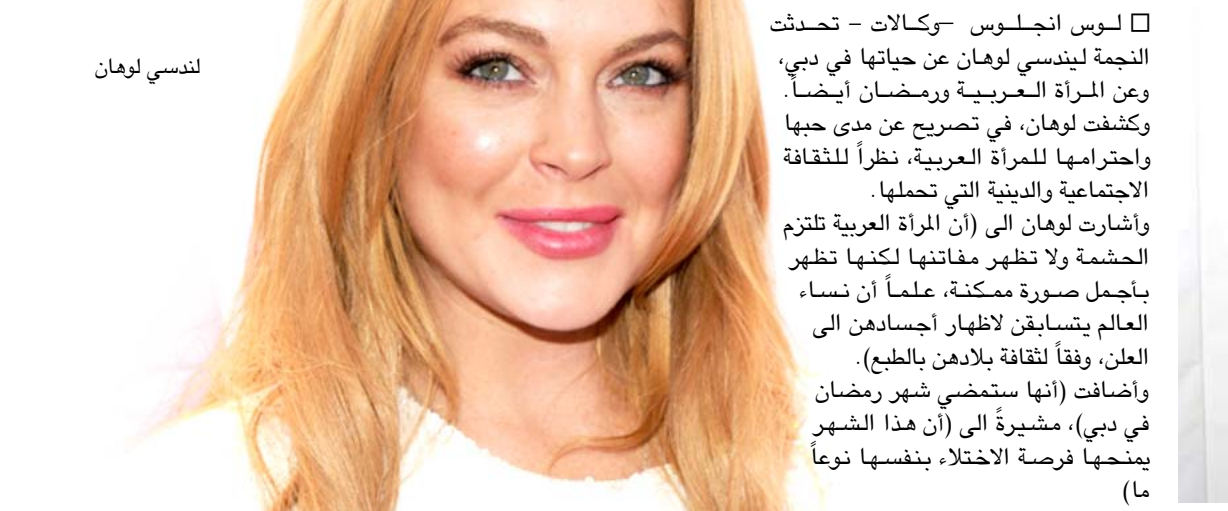 □ لوس انجلوس –وكالات – تحدثت
النجمة ليندسي لوهان عن حياتها في دبي،
وعن المرأة العربية ورمضان أيضاً.
وكشفت لوهان، في تصريح عن مدى حبها
واحترامها للمرأة العربية، نظراً للثقافة
الاجتماعية والدينية التي تحملها.
وأشارت لوهان الى (أن المرأة العربية تلتزم
الحشمة ولا تظهر مفاتنها لكنها تظهر
بأجمل صورة ممكنة، علماً أن نساء
العالم يتسابقن لاظهار أجسادهن الى
العلن، وفقاً لثقافة بلادهن بالطبع).
وأضافت (أنها ستمضي شهر رمضان
في دبي)، مشيرةً الى (أن هذا الشهر
يمنحها فرصة الاختلاء بنفسها نوعاً
ما)
لندسي لوهان